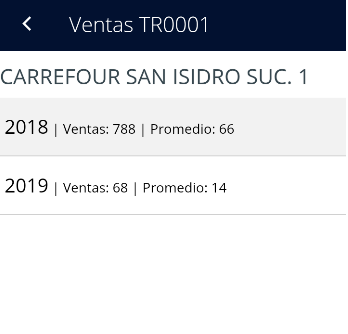 Ventas TR0001
CARREFOUR SAN ISIDRO SUC. 1
2018 | Ventas: 788 | Promedio: 66
2019 | Ventas: 68 | Promedio: 14